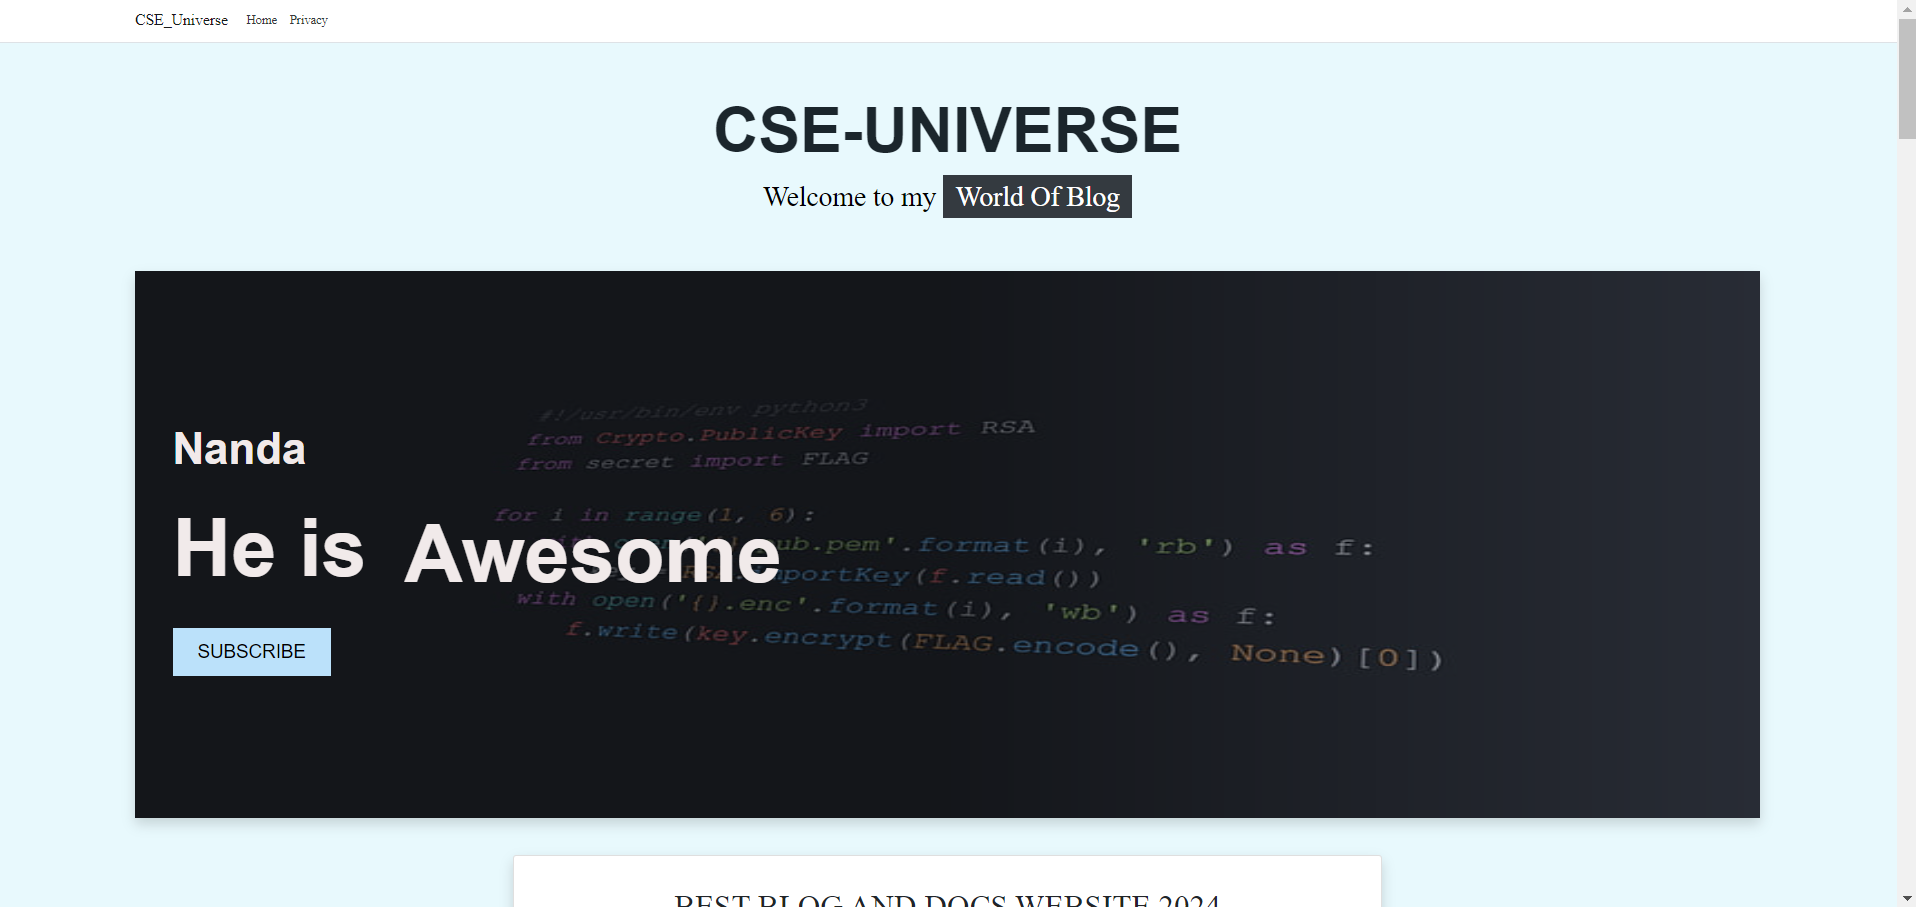 CSE_Universe Home Privacy
CSE-UNIVERSE
Welcome to my World Of Blog
#!/usr/bin/env python3
from Crypto.PublicKey import RSA
from secret import FLAG
Nanda
for i in range(1, 6):
He is Awesome
ub.pem'.format(i), 'rb') as f:
importKey(f.read())
with open('{}.enc'.format(i), 'wb') as f:
f.write(key.encrypt(FLAG.encode(), None)[0])
SUBSCRIBE
BEST BLOG AND DOCS WEBSITE 2024